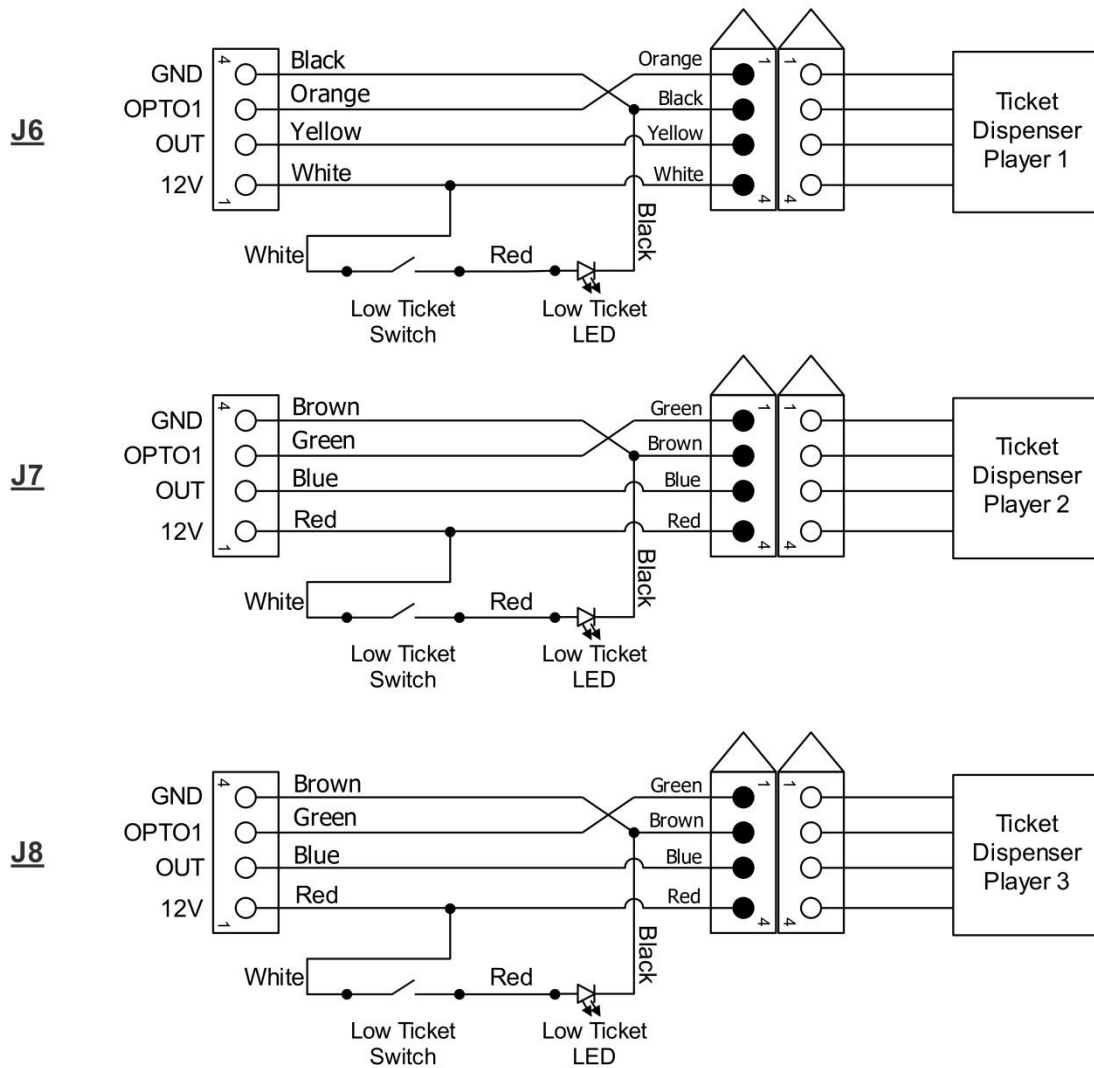 J6
4
GND
OPTO1
OUT
12V
1
Black
Orange
Yellow
White
Orange
Black
Yellow
White
1
4
1
4
Ticket
Dispenser
Player 1
White
Red
Black
Low Ticket
Switch
Low Ticket
LED
J7
4
GND
OPTO1
OUT
12V
1
Brown
Green
Blue
Red
Green
Brown
Blue
Red
1
4
1
4
Ticket
Dispenser
Player 2
White
Red
Black
Low Ticket
Switch
Low Ticket
LED
J8
4
GND
OPTO1
OUT
12V
1
Brown
Green
Blue
Red
Green
Brown
Blue
Red
1
4
1
4
Ticket
Dispenser
Player 3
White
Red
Black
Low Ticket
Switch
Low Ticket
LED